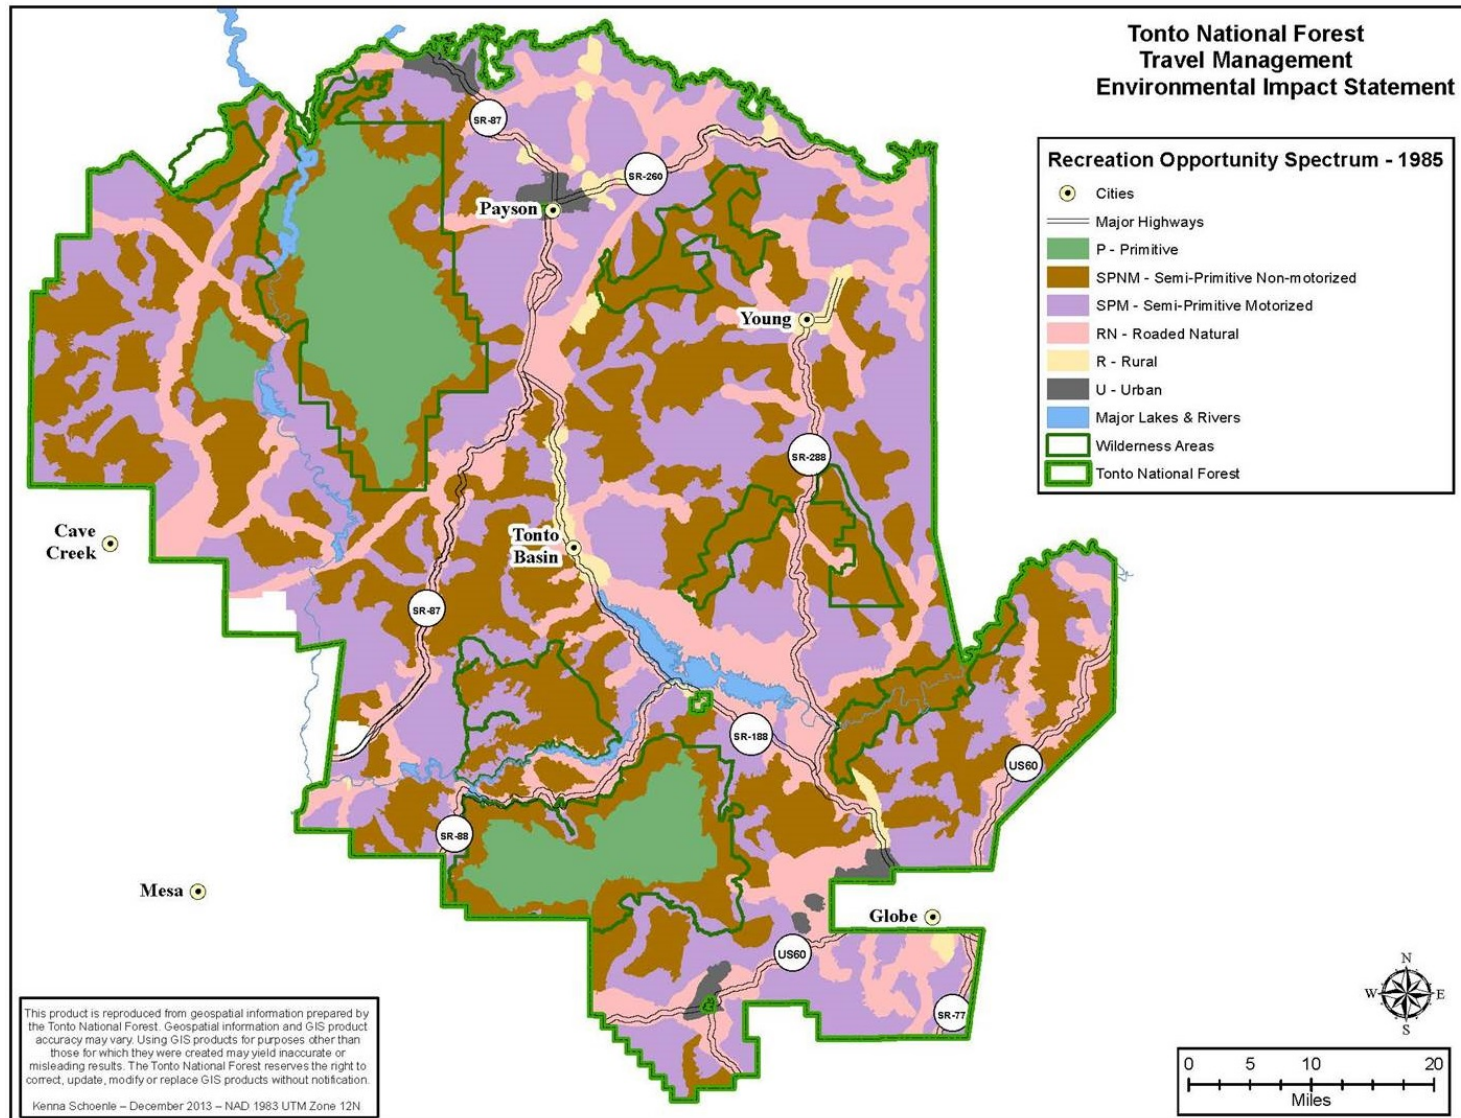 Tonto National Forest
Travel Management
Environmental Impact Statement
Recreation Opportunity Spectrum - 1985
Cities
Major Highways
P - Primitive
SPNM - Semi-Primitive Non-motorized
SPM - Semi-Primitive Motorized
RN - Roaded Natural
R - Rural
U - Urban
Major Lakes & Rivers
Wilderness Areas
Tonto National Forest
SR-87
SR-260
Payson
Young
SR-288
Cave
Creek
Tonto
Basin
SR-87
SR-188
US60
SR-88
Mesa
Globe
US60
SR-77
N
W E
S
0 5 10 20
Miles
This product is reproduced from geospatial information prepared by
the Tonto National Forest. Geospatial information and GIS product
accuracy may vary. Using GIS products for purposes other than
those for which they were created may yield inaccurate or
misleading results. The Tonto National Forest reserves the right to
correct, update, modify or replace GIS products without notification.
Kenna Schoenle – December 2013 – NAD 1983 UTM Zone 12N